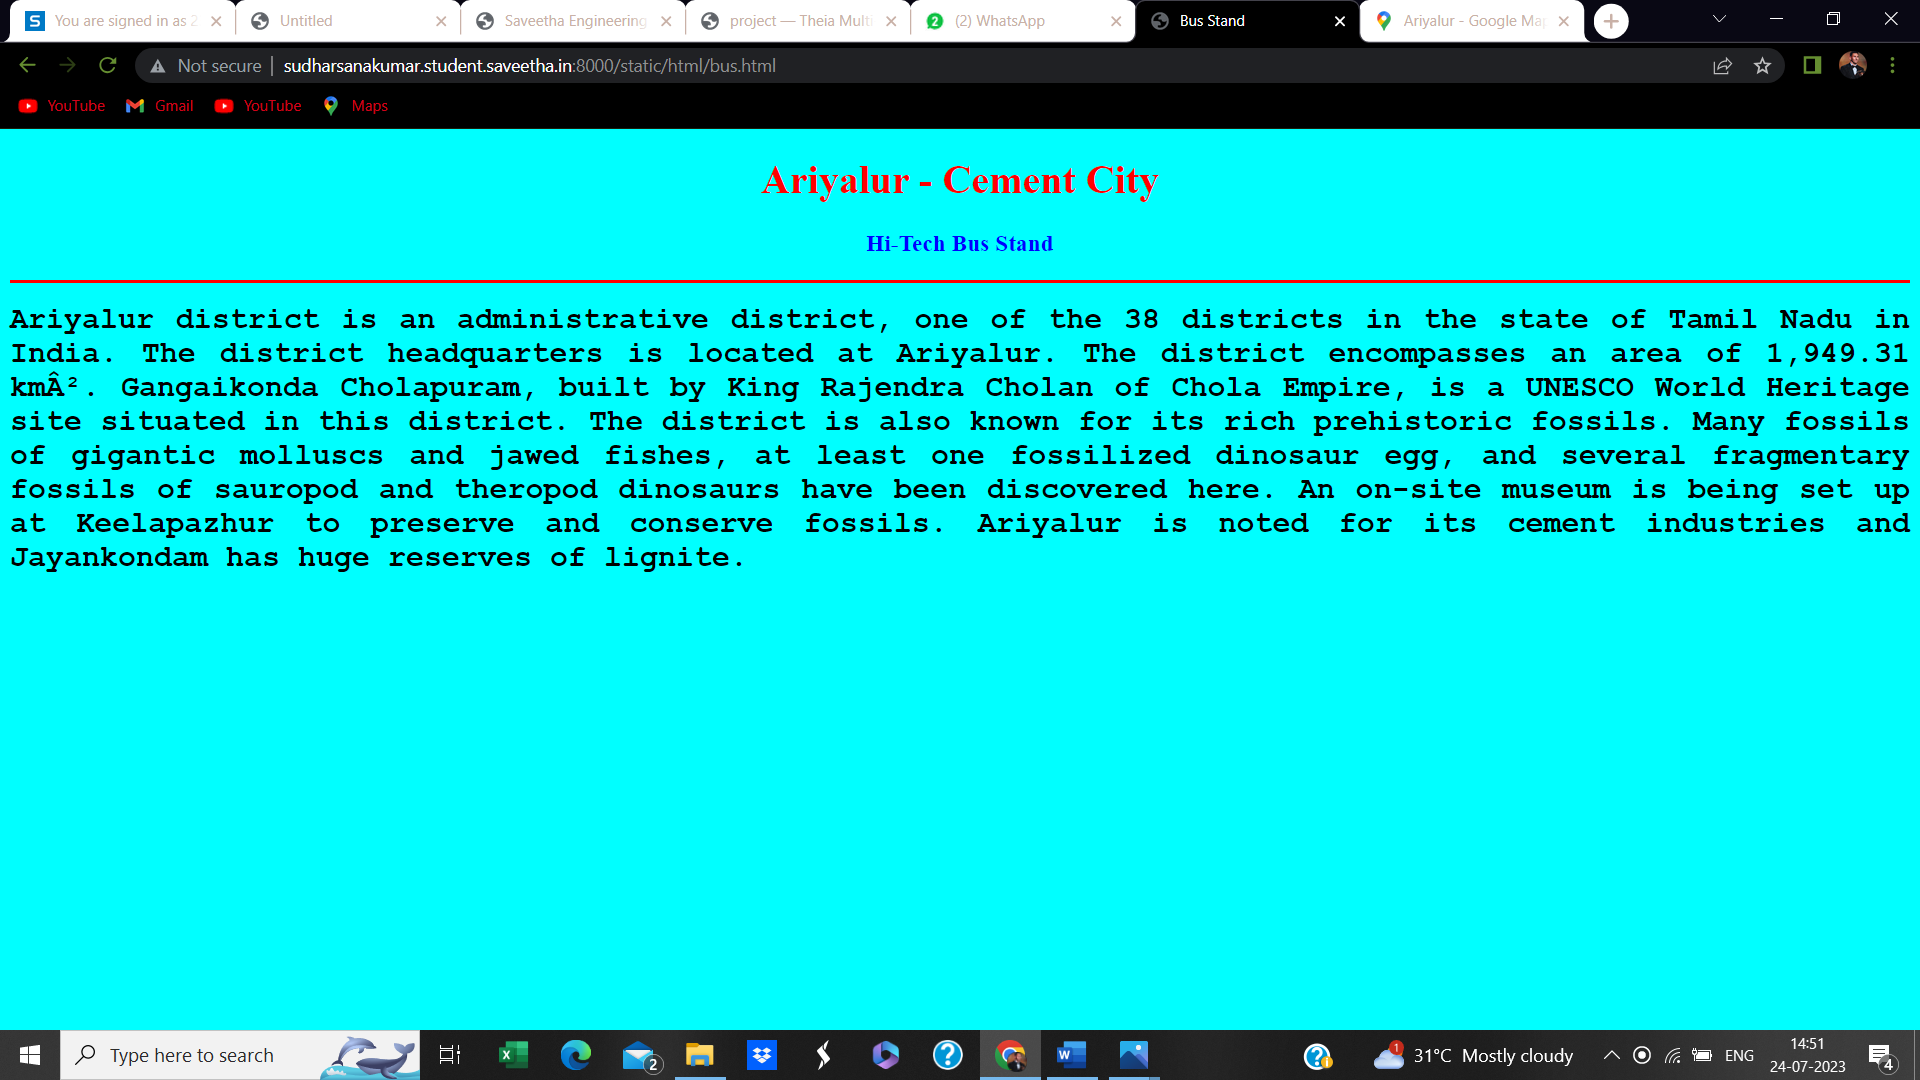 You are signed in as 2
Untitled
Saveetha Engineering
project — Theia Multi
(2) WhatsApp
Bus Stand
Ariyalur - Google Map
Not secure | sudharsanakumar.student.saveetha.in:8000/static/html/bus.html
YouTube Gmail YouTube Maps
Ariyalur - Cement City
Hi-Tech Bus Stand
Ariyalur district is an administrative district, one of the 38 districts in the state of Tamil Nadu in
India. The district headquarters is located at Ariyalur. The district encompasses an area of 1,949.31
kmÂ². Gangaikonda Cholapuram, built by King Rajendra Cholan of Chola Empire, is a UNESCO World Heritage
site situated in this district. The district is also known for its rich prehistoric fossils. Many fossils
of gigantic molluscs and jawed fishes, at least one fossilized dinosaur egg, and several fragmentary
fossils of sauropod and theropod dinosaurs have been discovered here. An on-site museum is being set up
at Keelapazhur to preserve and conserve fossils. Ariyalur is noted for its cement industries and
Jayankondam has huge reserves of lignite.
Type here to search
2
1
31°C Mostly cloudy
ENG
14:51
24-07-2023
4